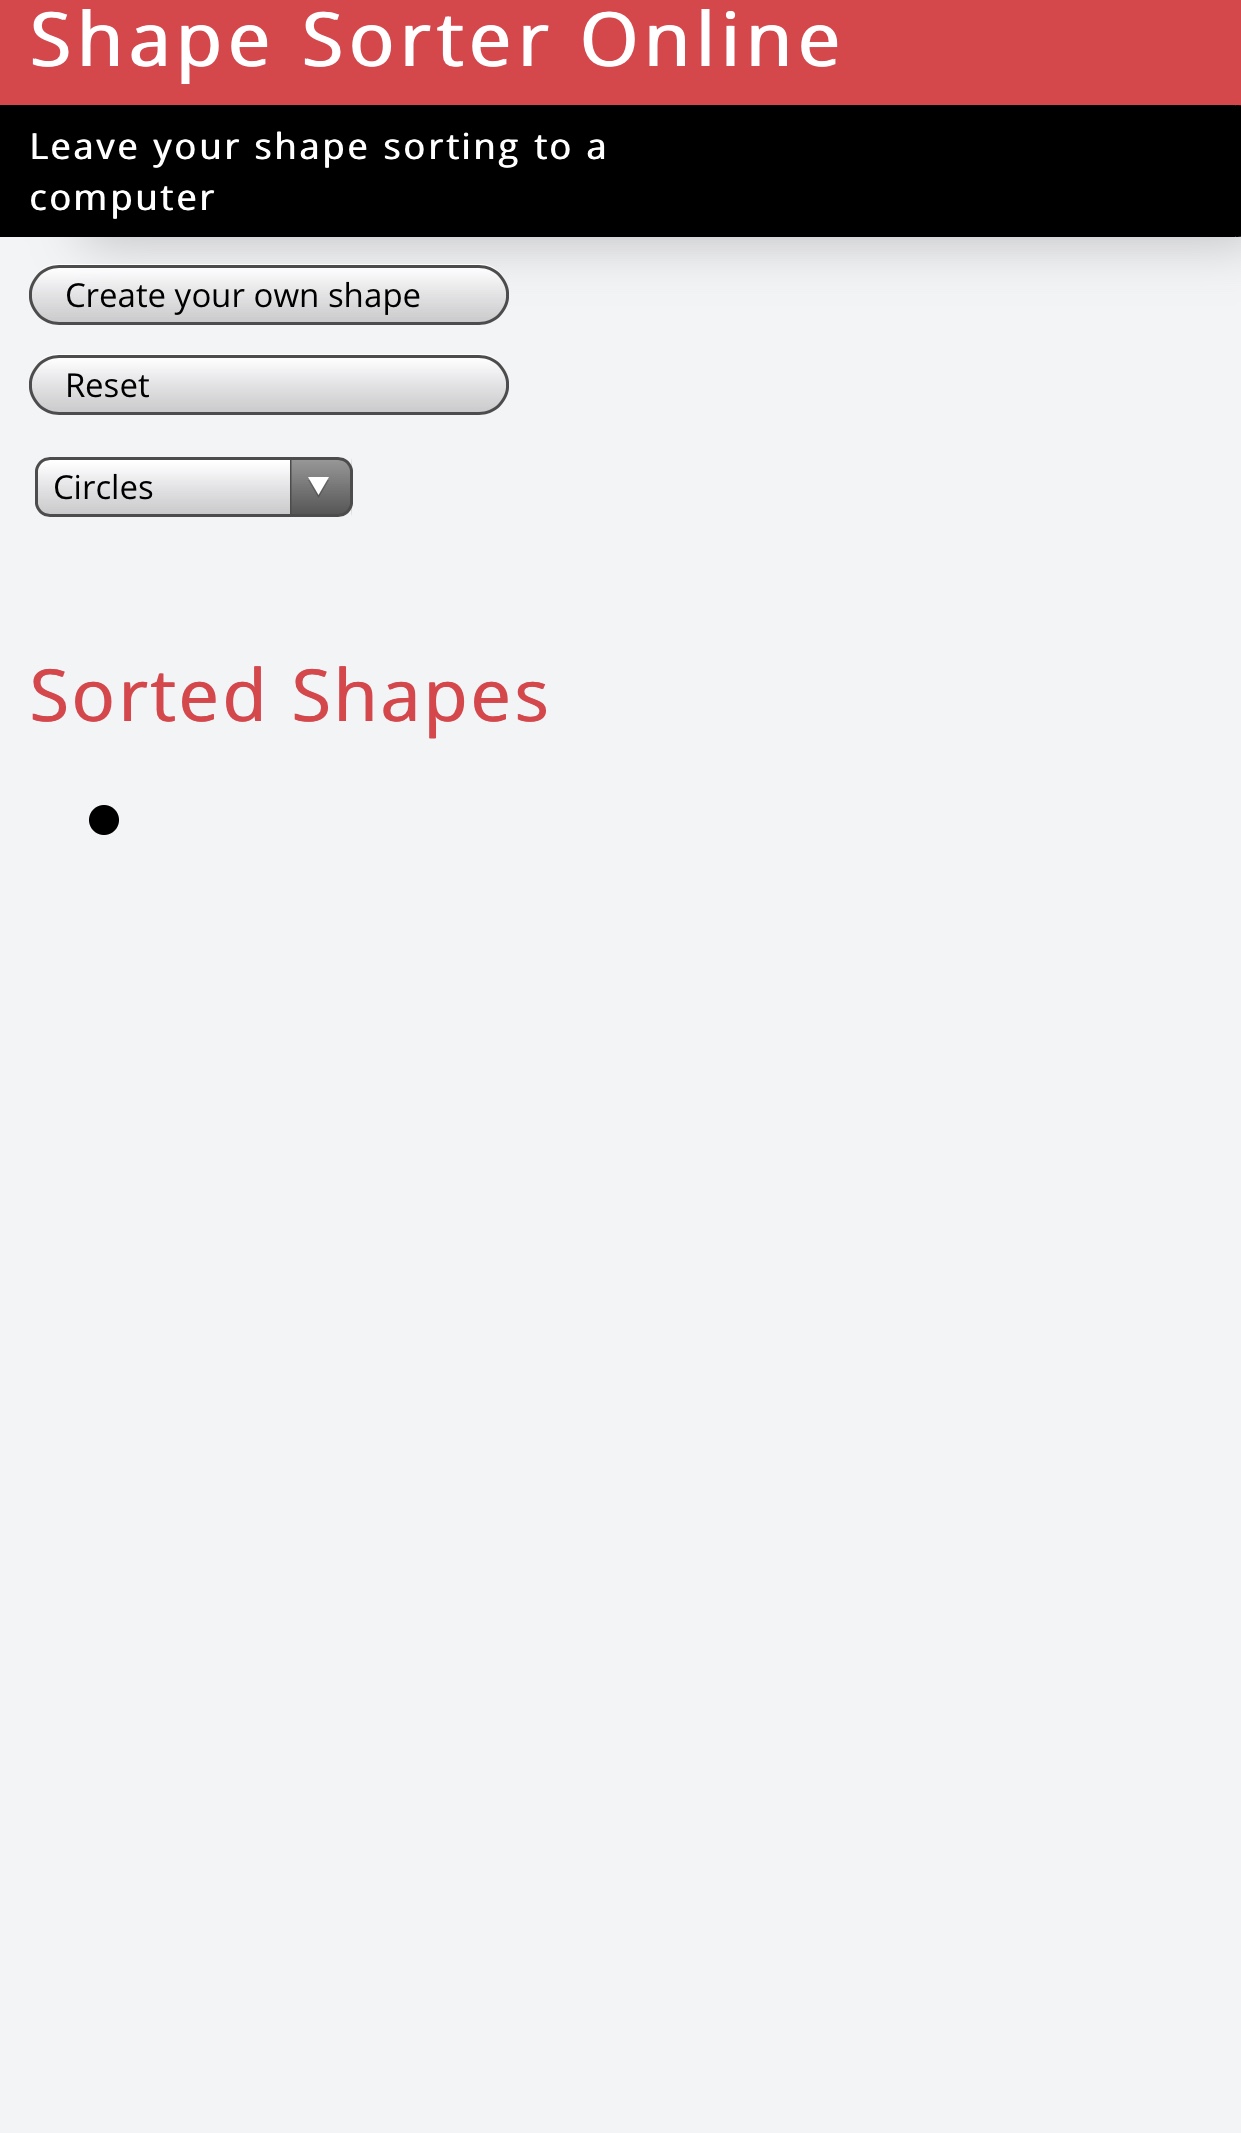 Shape Sorter Online
Leave your shape sorting to a
computer
Create your own shape
Reset
Circles
Sorted Shapes